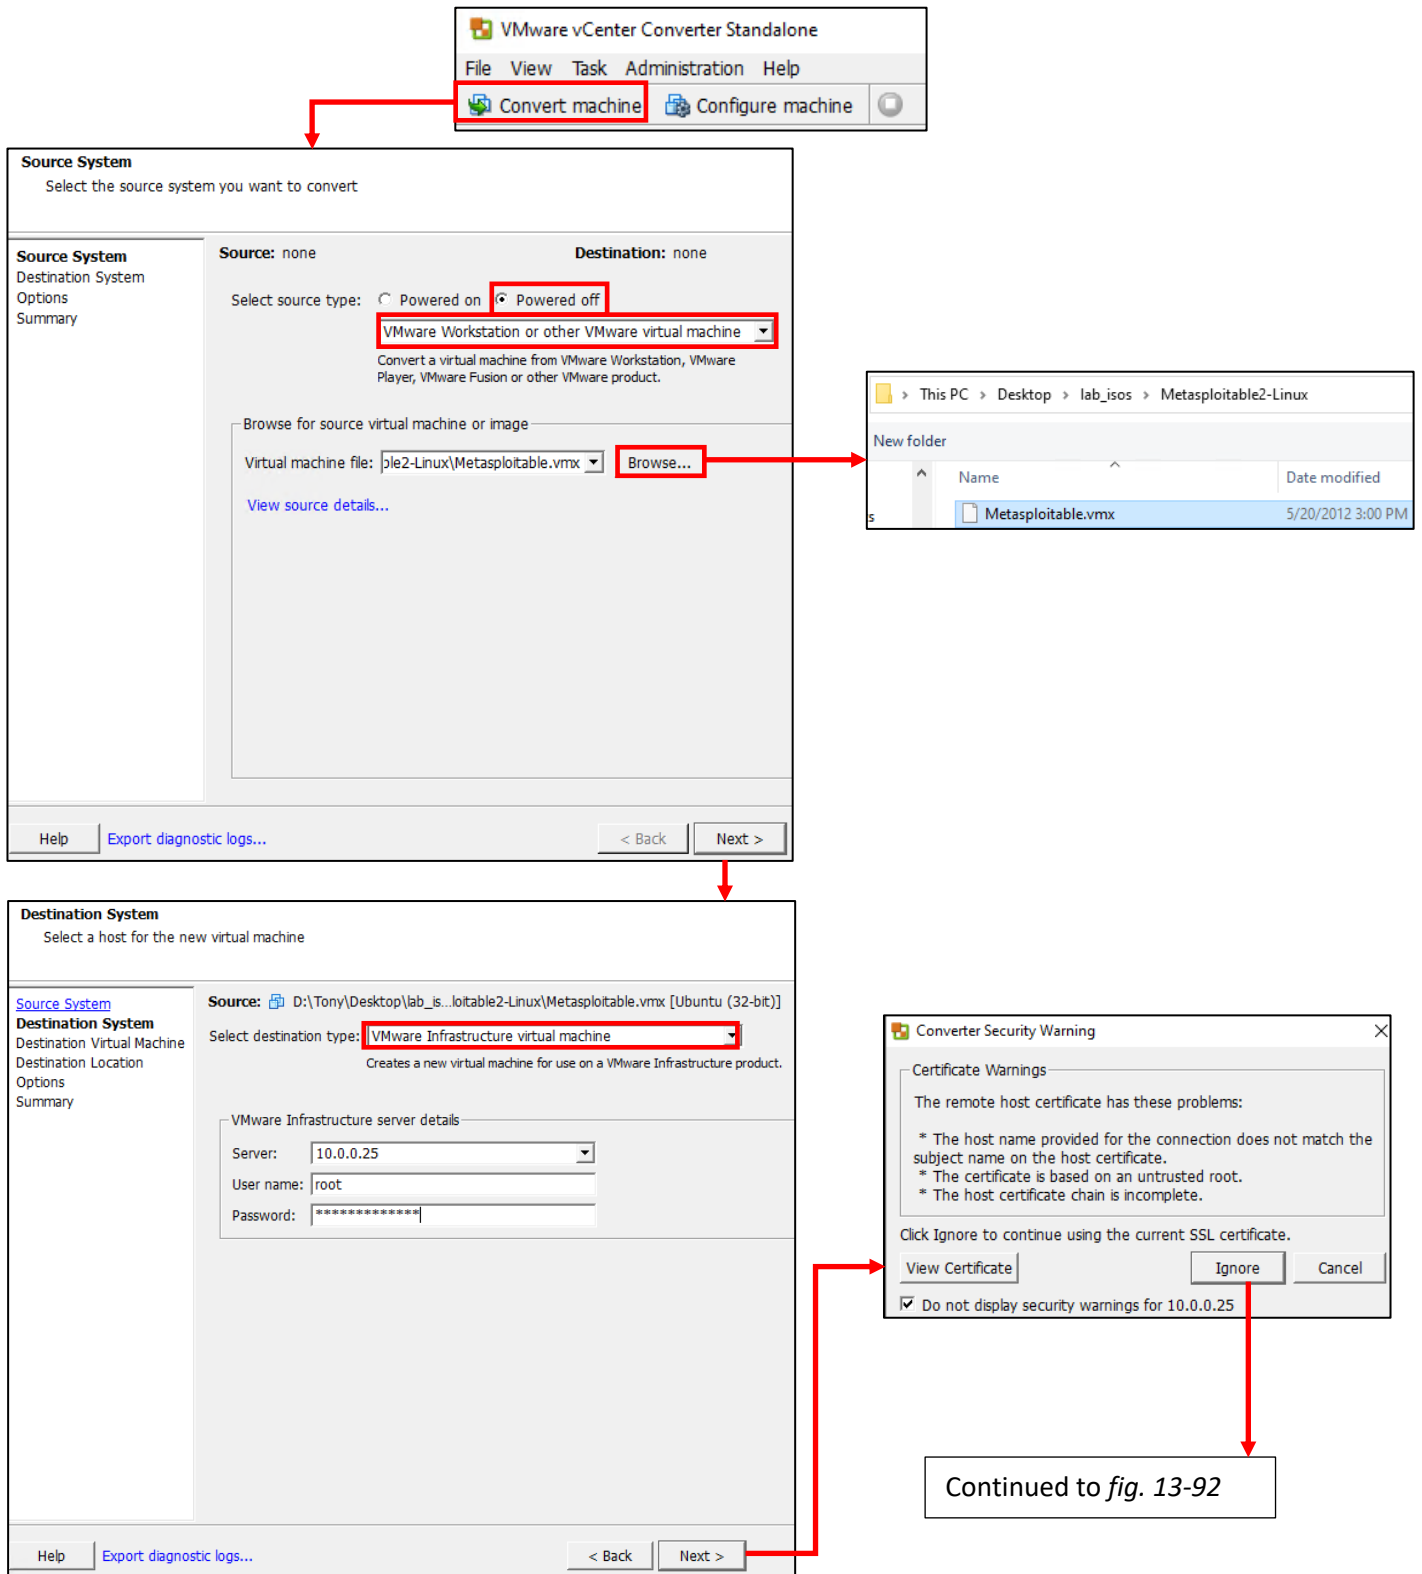 VMware vCenter Converter Standalone
File View Task Administration Help
Convert machine Configure machine
Source System
Select the source system you want to convert
Source System
Destination System
Options
Summary
Source: none Destination: none
Select source type: Powered on Powered off
VMware Workstation or other VMware virtual machine
Convert a virtual machine from VMware Workstation, VMware
Player, VMware Fusion or other VMware product.
Browse for source virtual machine or image
Virtual machine file: ble2-Linux\Metasploitable.vmx Browse...
View source details...
Help Export diagnostic logs... < Back Next >
> This PC > Desktop > lab_isos > Metasploitable2-Linux
New folder
Name Date modified
s Metasploitable.vmx 5/20/2012 3:00 PM
Destination System
Select a host for the new virtual machine
Source System
Destination System
Destination Virtual Machine
Destination Location
Options
Summary
Source: D:\Tony\Desktop\lab_is...loitable2-Linux\Metasploitable.vmx [Ubuntu (32-bit)]
Select destination type: VMware Infrastructure virtual machine
Creates a new virtual machine for use on a VMware Infrastructure product.
VMware Infrastructure server details
Server: 10.0.0.25
User name: root
Password: *************
Help Export diagnostic logs... < Back Next >
Converter Security Warning
Certificate Warnings
The remote host certificate has these problems:
* The host name provided for the connection does not match the
subject name on the host certificate.
* The certificate is based on an untrusted root.
* The host certificate chain is incomplete.
Click Ignore to continue using the current SSL certificate.
View Certificate Ignore Cancel
Do not display security warnings for 10.0.0.25
Continued to fig. 13-92